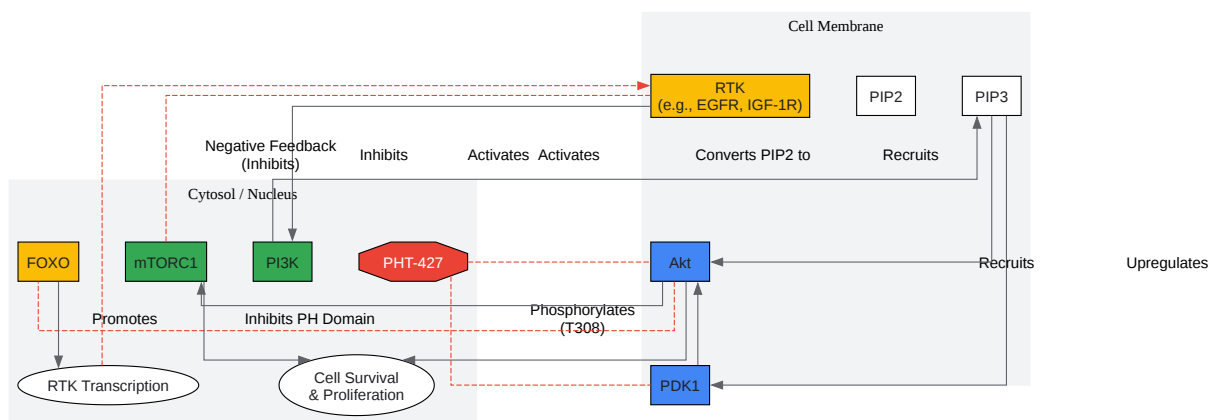 Cell Membrane
RTK
(e.g., EGFR, IGF-1R)
PIP2
PIP3
Negative Feedback
(Inhibits)
Inhibits
Activates
Activates
Converts PIP2 to
Recruits
Cytosol / Nucleus
FOXO
mTORC1
PI3K
PHT-427
Akt
Recruits
Upregulates
Promotes
Inhibits PH Domain
Phosphorylates
(T308)
RTK Transcription
Cell Survival
& Proliferation
PDK1